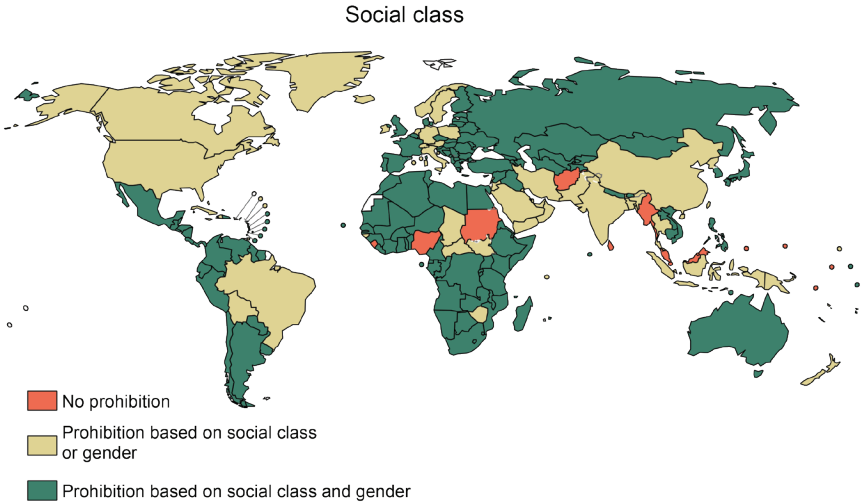 Social class
No prohibition
Prohibition based on social class
or gender
Prohibition based on social class and gender